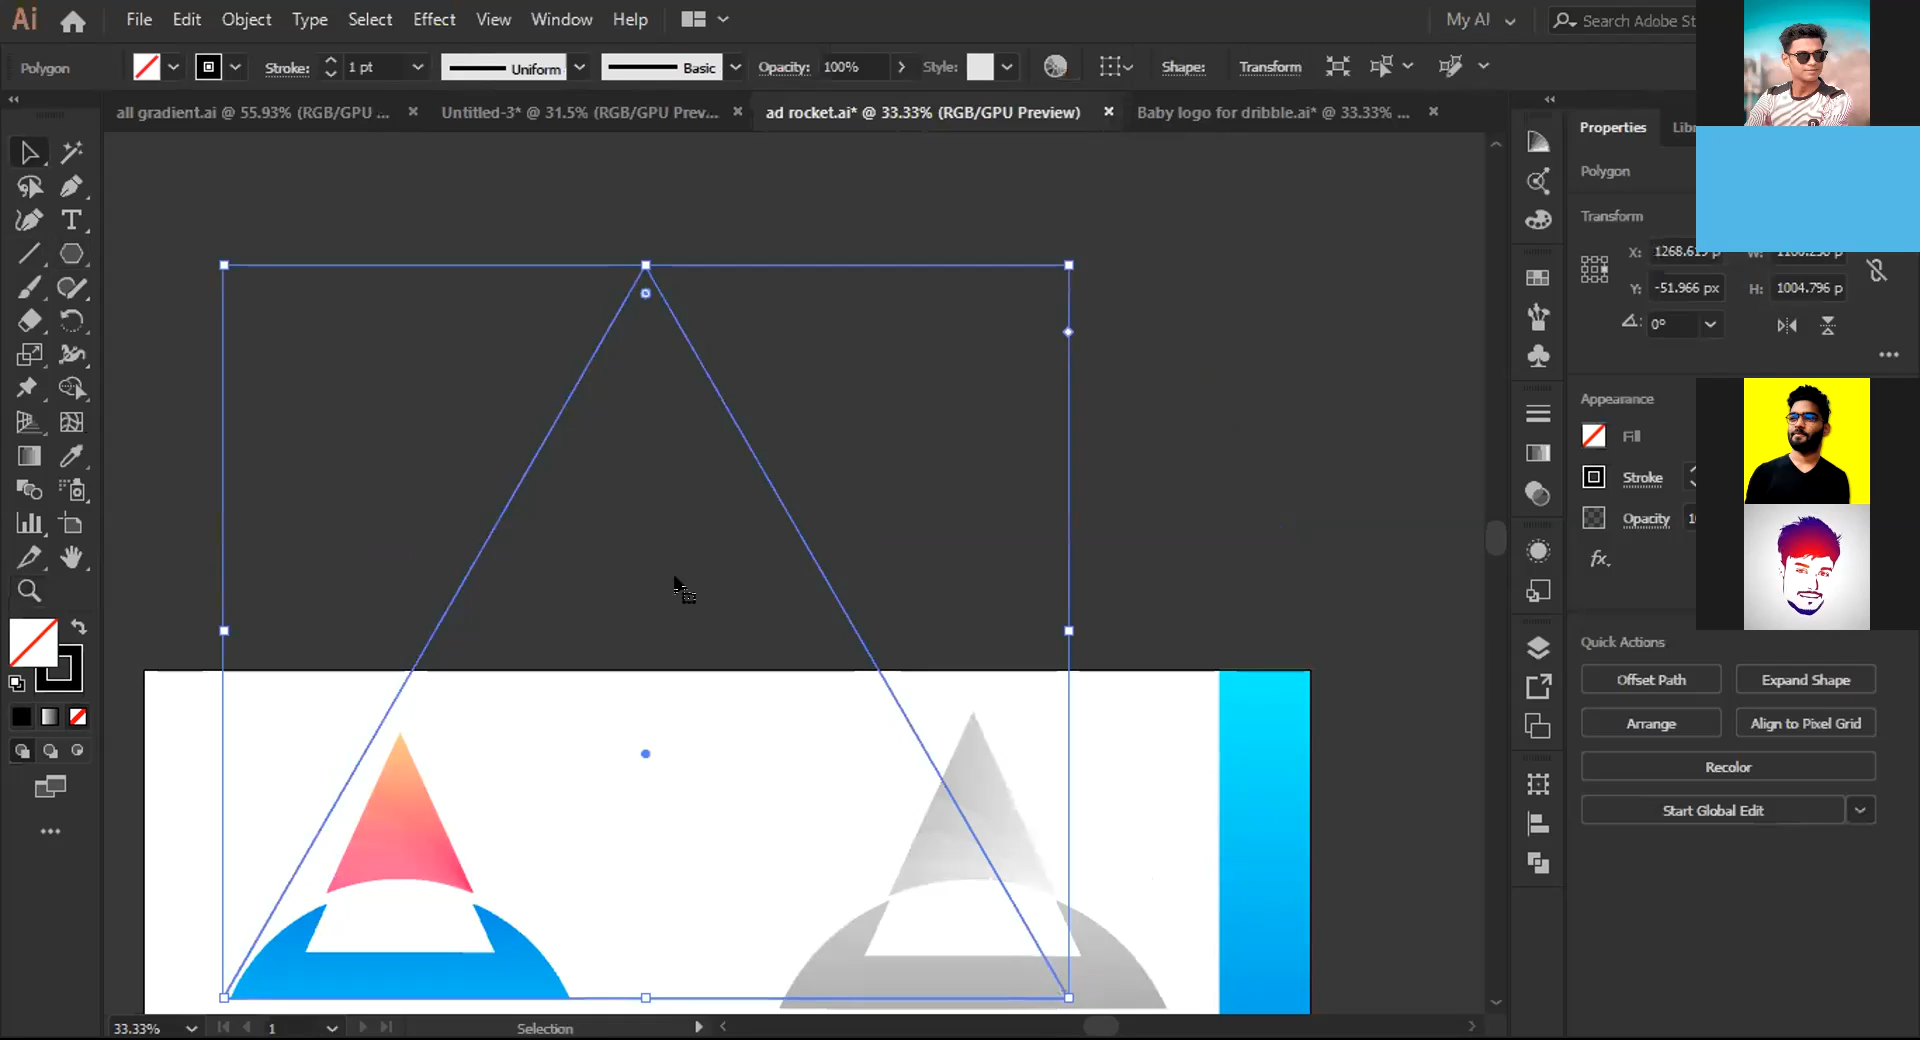 Ai File Edit Object Type Select Effect View Window Help My AI Search Adobe St
Polygon Stroke: 1 pt Uniform Basic Opacity: 100% Style: Shape: Transform
all gradient.ai @ 55.93% (RGB/GPU ... Untitled-3* @ 31.5% (RGB/GPU Prev... ad rocket.ai* @ 33.33% (RGB/GPU Preview) Baby logo for dribble.ai* @ 33.33% ...
Properties
Polygon
Transform
X:
Y: -51.966 px H: 1004.796 p
0°
Appearance
Fill
Stroke
Opacity
fx.
Quick Actions
Offset Path Expand Shape
Arrange Align to Pixel Grid
Recolor
Start Global Edit
33.33% 1 Selection